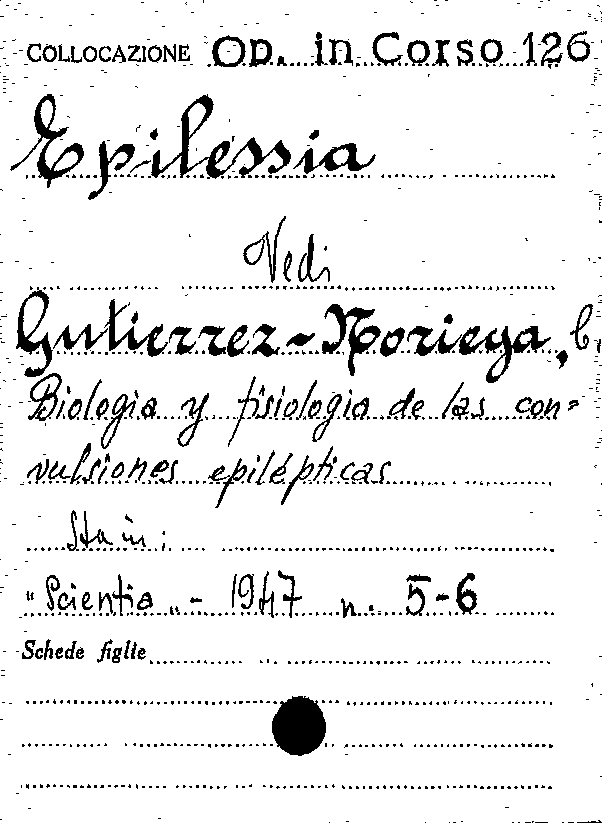 COLLOCAZIONE Op. in Corso 126
Epilessia
Vedi
Gutierrez-Noriega, C.
Biologia y fisiologia de las con=
vulsiones epilépticas
Sta in:
"Scientia" - 1947 n. 5-6
Schede figlie